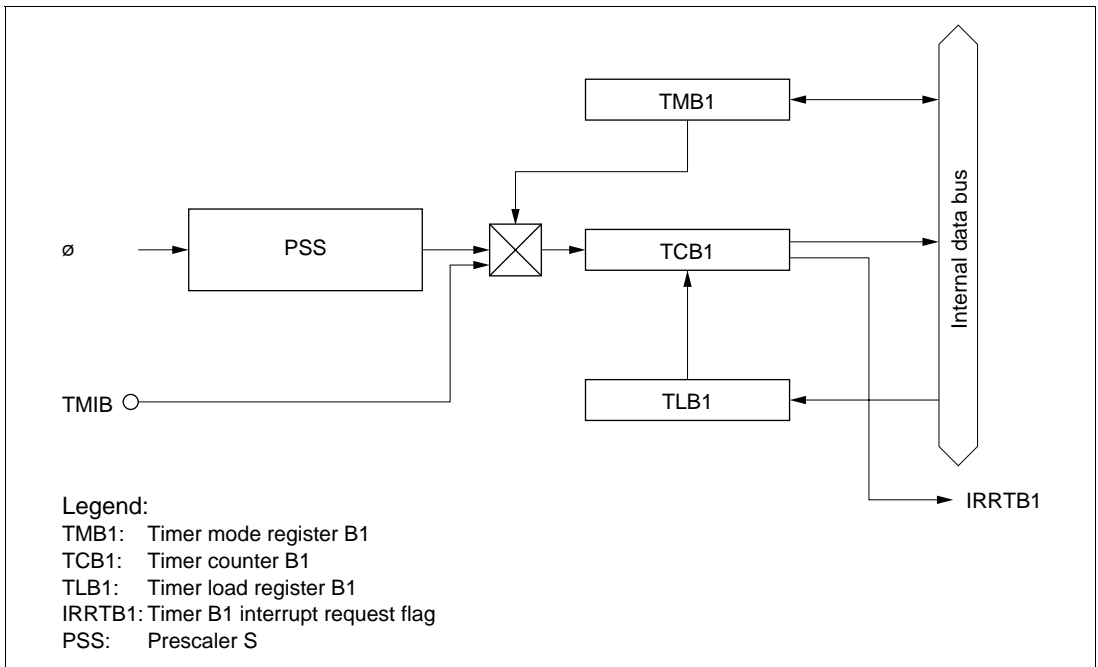 TMB1
Internal data bus
ø
PSS
TCB1
TMIB
TLB1
IRRTB1
Legend:
TMB1: Timer mode register B1
TCB1: Timer counter B1
TLB1: Timer load register B1
IRRTB1: Timer B1 interrupt request flag
PSS: Prescaler S